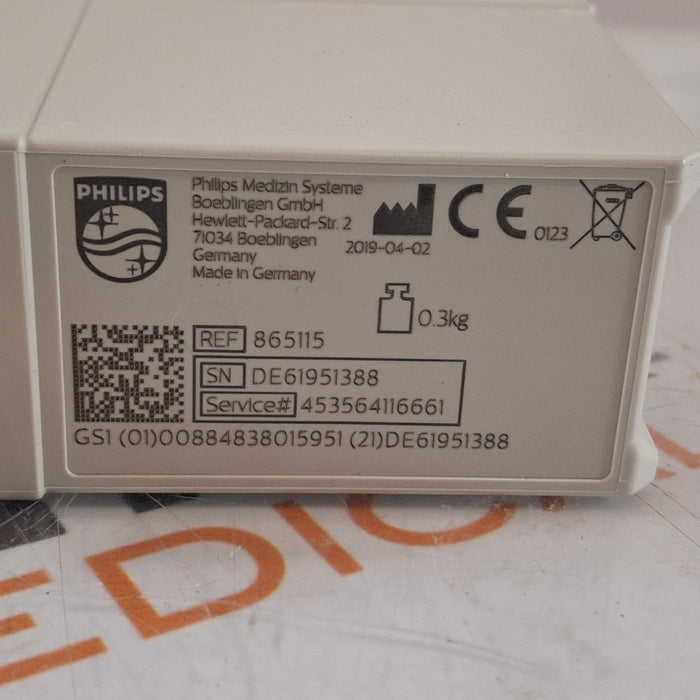 PHILIPS
Philips Medizin Systeme
Boeblingen GmbH
Hewlett-Packard-Str. 2
71034 Boeblingen
Germany
Made in Germany
2019-04-02
CE 0123
0.3kg
REF 865115
SN DE61951388
Service# 453564116661
GS1 (01)00884838015951 (21)DE61951388